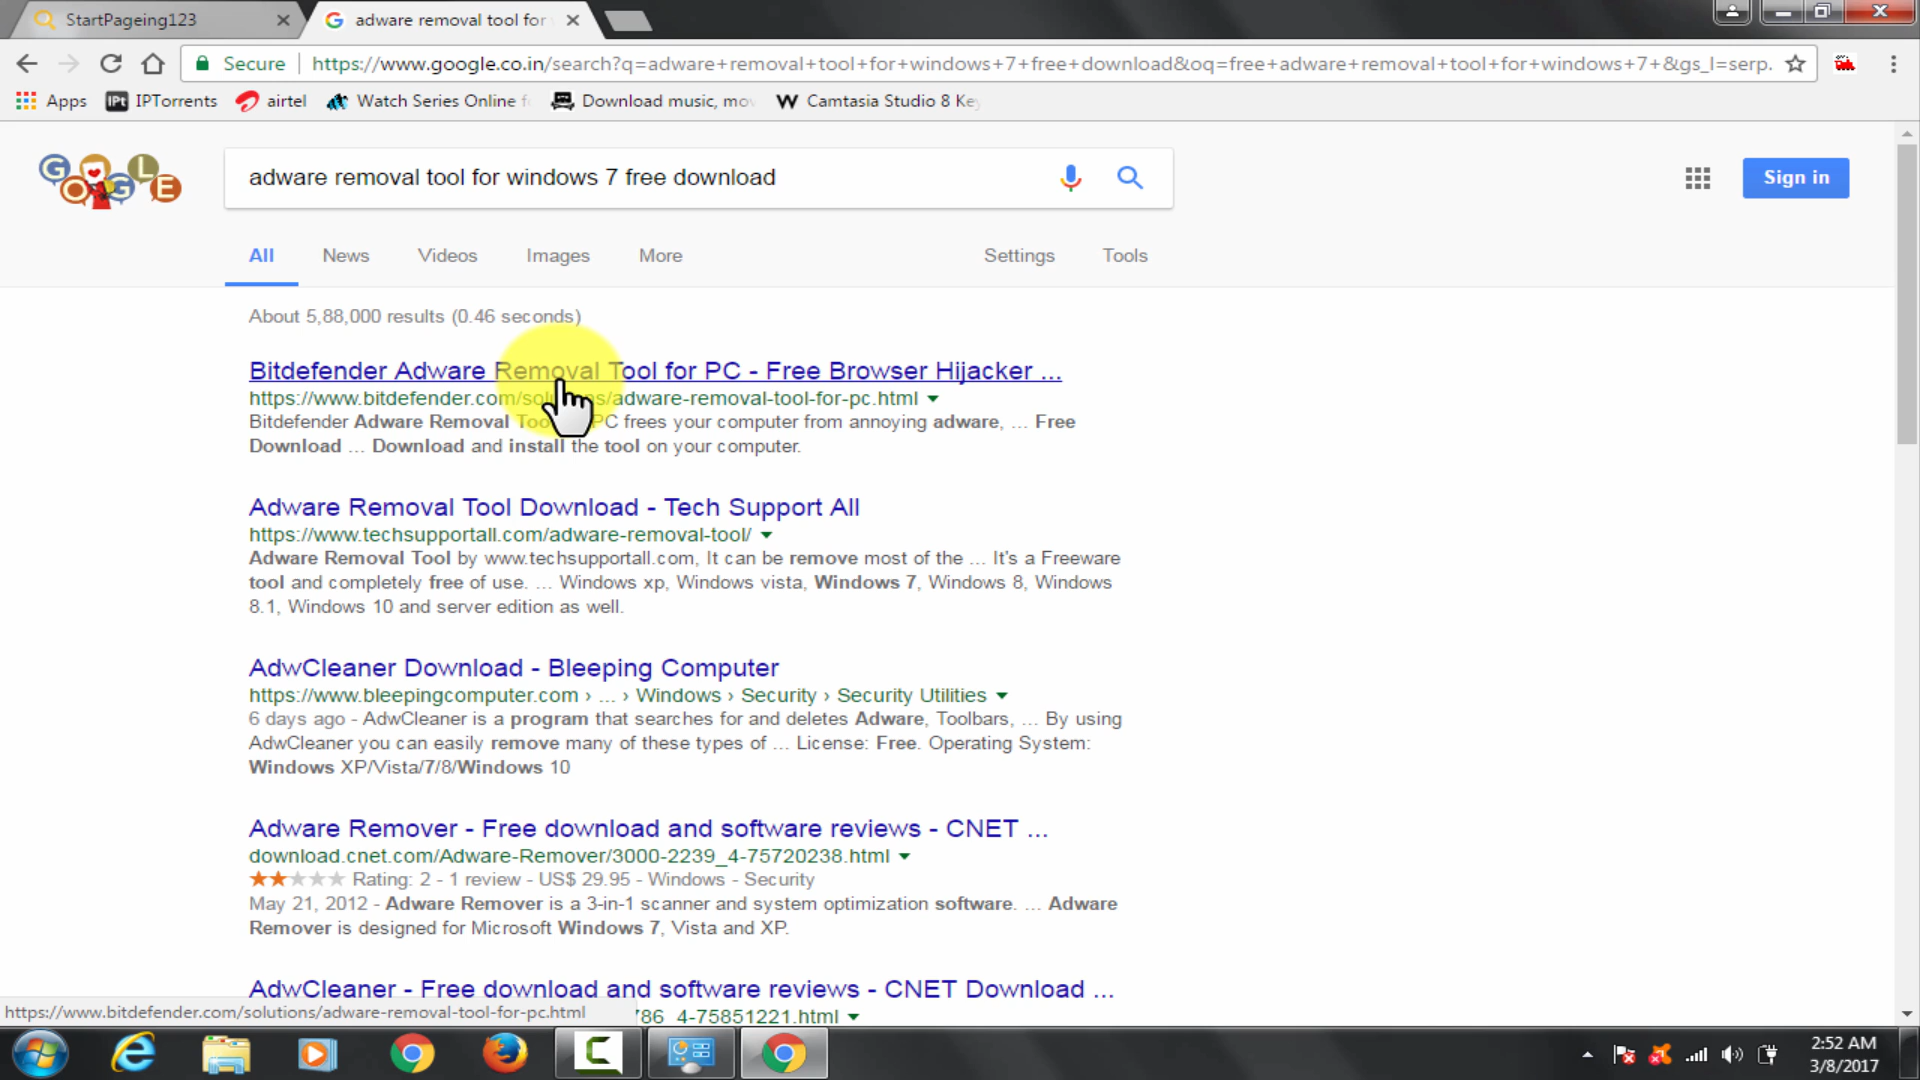 StartPageing123
adware removal tool for
Secure
https://www.google.co.in/search?q=adware+removal+tool+for+windows+7+free+download&oq=free+adware+removal+tool+for+windows+7+&gs_l=serp.
Apps
IPTorrents
airtel
Watch Series Online f
Download music, mov
Camtasia Studio 8 Key
GOOGLE
adware removal tool for windows 7 free download
Sign in
All
News
Videos
Images
More
Settings
Tools
About 5,88,000 results (0.46 seconds)
Bitdefender Adware Removal Tool for PC - Free Browser Hijacker ...
https://www.bitdefender.com/solutions/adware-removal-tool-for-pc.html
Bitdefender Adware Removal Too PC frees your computer from annoying adware, ... Free
Download ... Download and install the tool on your computer.
Adware Removal Tool Download - Tech Support All
https://www.techsupportall.com/adware-removal-tool/
Adware Removal Tool by www.techsupportall.com, It can be remove most of the ... It's a Freeware
tool and completely free of use. ... Windows xp, Windows vista, Windows 7, Windows 8, Windows
8.1, Windows 10 and server edition as well.
AdwCleaner Download - Bleeping Computer
https://www.bleepingcomputer.com › ... › Windows › Security › Security Utilities
6 days ago - AdwCleaner is a program that searches for and deletes Adware, Toolbars, ... By using
AdwCleaner you can easily remove many of these types of ... License: Free. Operating System:
Windows XP/Vista/7/8/Windows 10
Adware Remover - Free download and software reviews - CNET ...
download.cnet.com/Adware-Remover/3000-2239_4-75720238.html
Rating: 2 - 1 review - US$ 29.95 - Windows - Security
May 21, 2012 - Adware Remover is a 3-in-1 scanner and system optimization software. ... Adware
Remover is designed for Microsoft Windows 7, Vista and XP.
AdwCleaner - Free download and software reviews - CNET Download ...
https://www.bitdefender.com/solutions/adware-removal-tool-for-pc.html
786_4-75851221.html
2:52 AM
3/8/2017